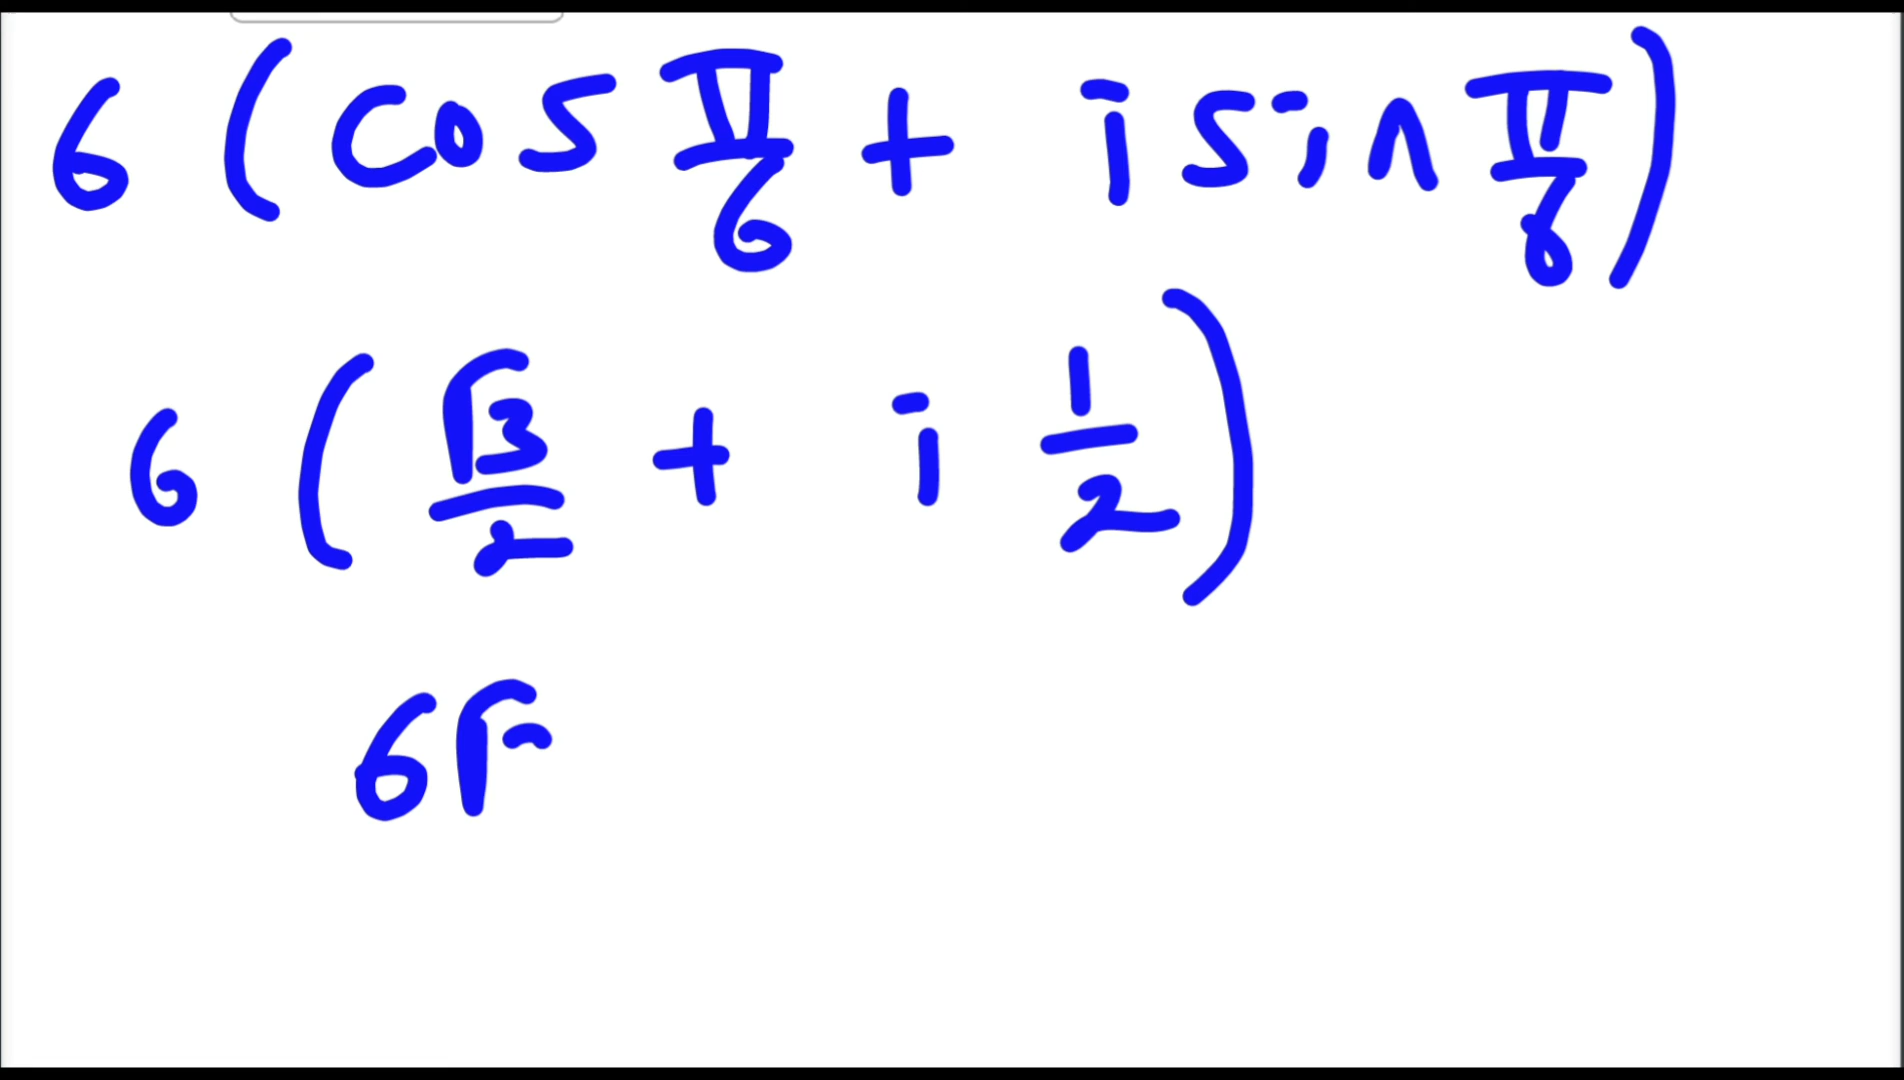 6 (cos π/6 + i sin π/6)
6 (√3/2 + i 1/2)
6√